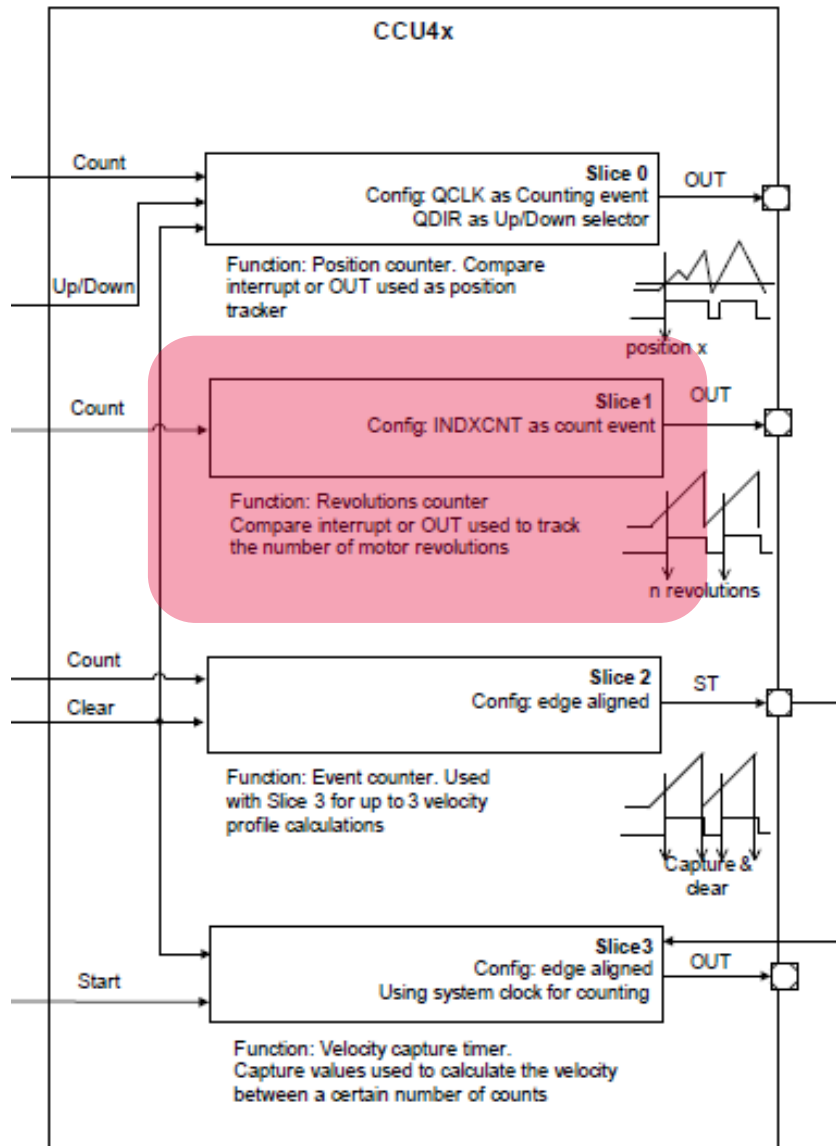 CCU4x
Count
Slice 0
Config: QCLK as Counting event
QDIR as Up/Down selector
OUT
Up/Down
Function: Position counter. Compare
interrupt or OUT used as position
tracker
position x
Count
Slice1
Config: INDXCNT as count event
OUT
Function: Revolutions counter
Compare interrupt or OUT used to track
the number of motor revolutions
n revolutions
Count
Clear
Slice 2
Config: edge aligned
ST
Function: Event counter. Used
with Slice 3 for up to 3 velocity
profile calculations
Capture &
clear
Slice3
Config: edge aligned
Using system clock for counting
OUT
Start
Function: Velocity capture timer.
Capture values used to calculate the velocity
between a certain number of counts